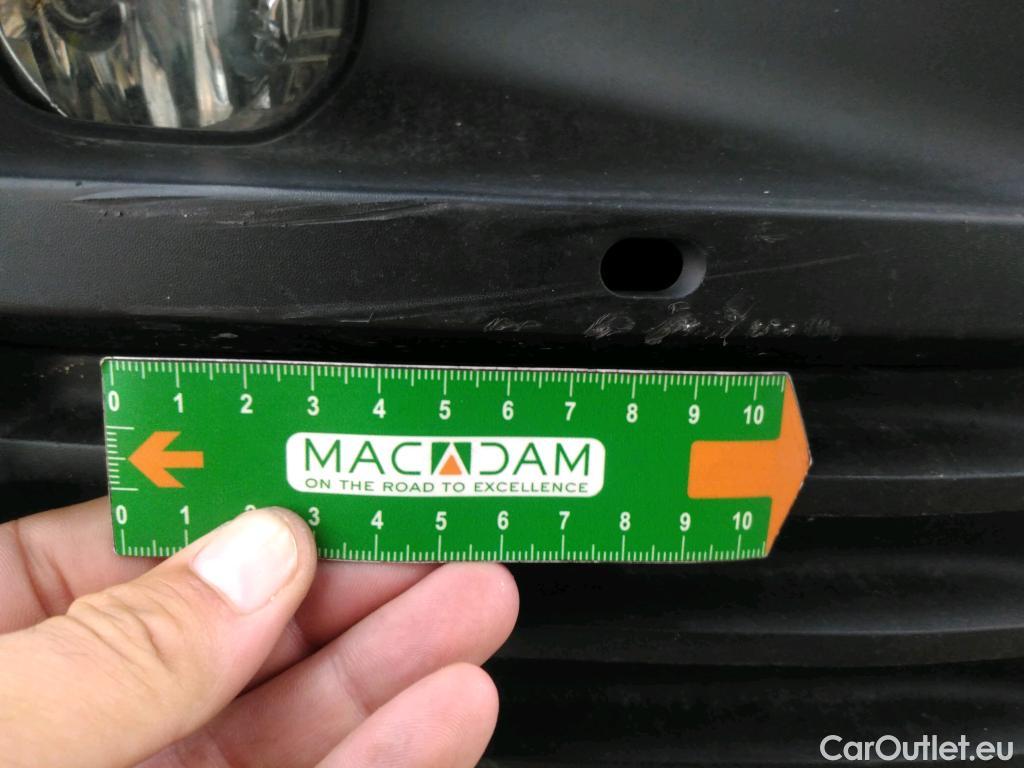 0 1 2 3 4 5 6 7 8 9 10
MACADAM
ON THE ROAD TO EXCELLENCE
0 1 2 3 4 5 6 7 8 9 10
CarOutlet.eu